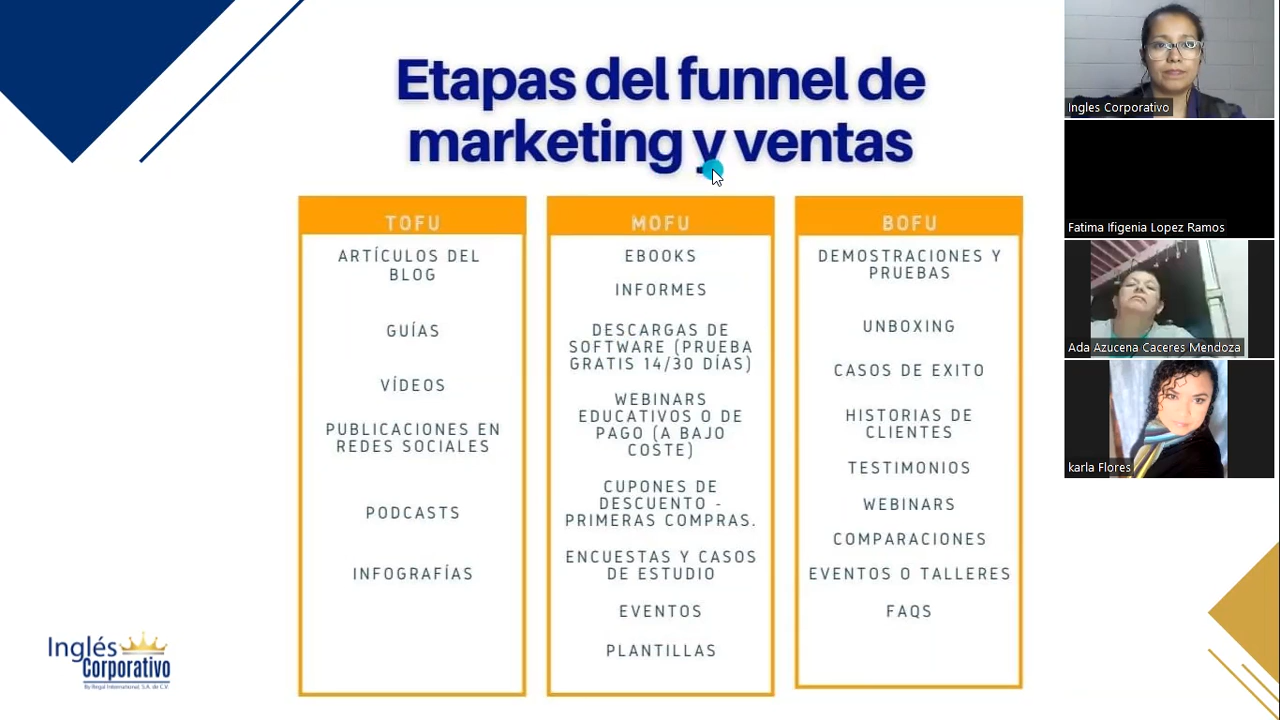 Etapas del funnel de
marketing y ventas
TOFU
ARTÍCULOS DEL
BLOG
GUÍAS
VÍDEOS
PUBLICACIONES EN
REDES SOCIALES
PODCASTS
INFOGRAFÍAS
MOFU
EBOOKS
INFORMES
DESCARGAS DE
SOFTWARE (PRUEBA
GRATIS 14/30 DÍAS)
WEBINARS
EDUCATIVOS O DE
PAGO (A BAJO
COSTE)
CUPONES DE
DESCUENTO -
PRIMERAS COMPRAS.
ENCUESTAS Y CASOS
DE ESTUDIO
EVENTOS
PLANTILLAS
BOFU
DEMOSTRACIONES Y
PRUEBAS
UNBOXING
CASOS DE EXITO
HISTORIAS DE
CLIENTES
TESTIMONIOS
WEBINARS
COMPARACIONES
EVENTOS O TALLERES
FAQS
Inglés
Corporativo
By Regal International, S.A. de C.V.
Ingles Corporativo
Fatima Ifigenia Lopez Ramos
Ada Azucena Caceres Mendoza
karla Flores